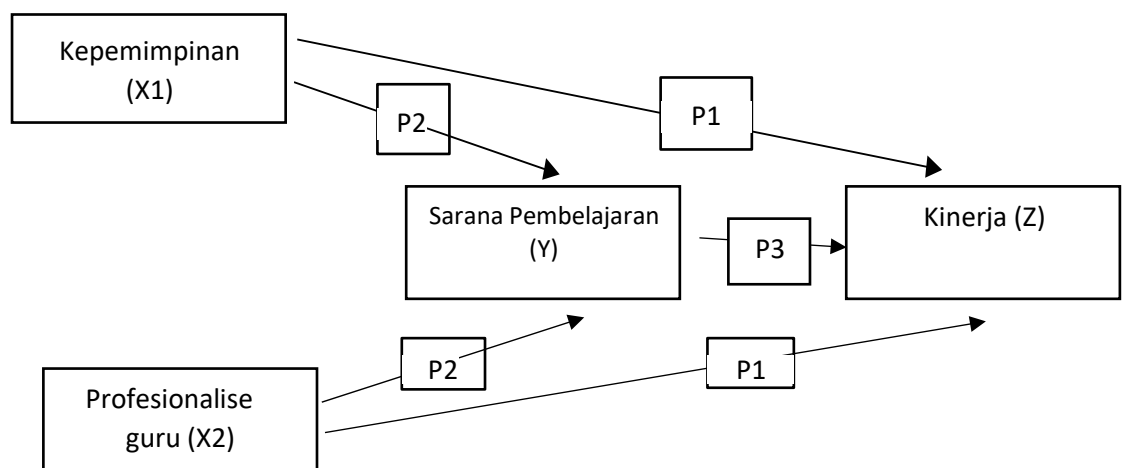 Kepemimpinan
(X1)
P2
P1
Sarana Pembelajaran
(Y)
P3
Kinerja (Z)
P2
P1
Profesionalise
guru (X2)